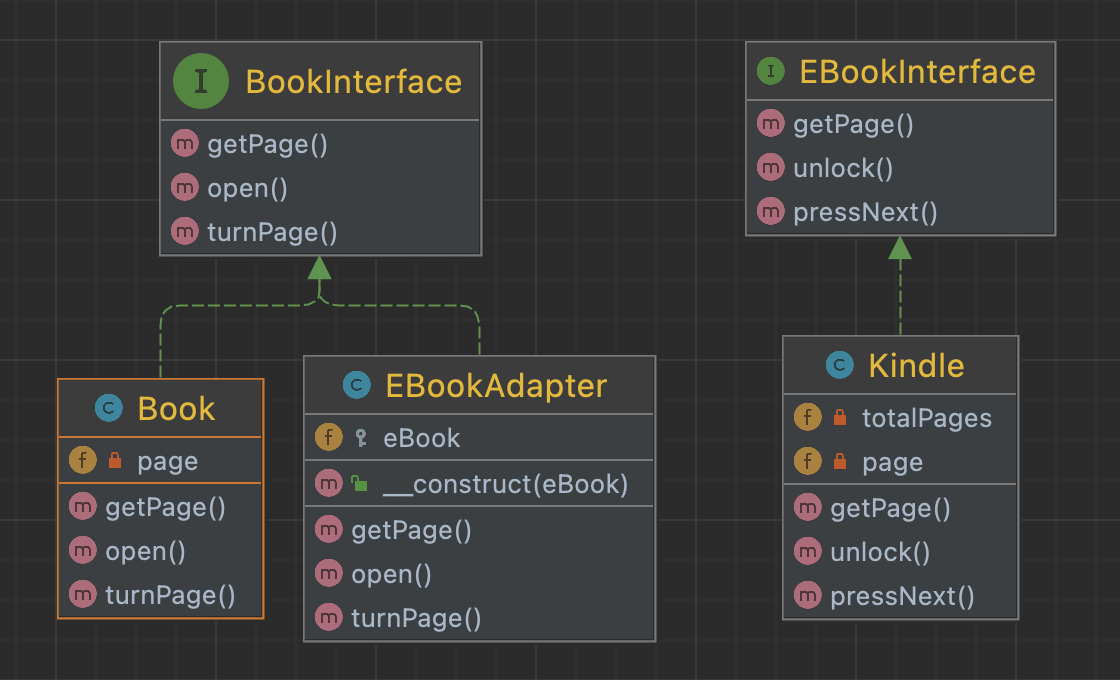 I BookInterface
m getPage()
m open()
m turnPage()
I EBookInterface
m getPage()
m unlock()
m pressNext()
C Book
f page
m getPage()
m open()
m turnPage()
C EBookAdapter
f eBook
m __construct(eBook)
m getPage()
m open()
m turnPage()
C Kindle
f totalPages
f page
m getPage()
m unlock()
m pressNext()